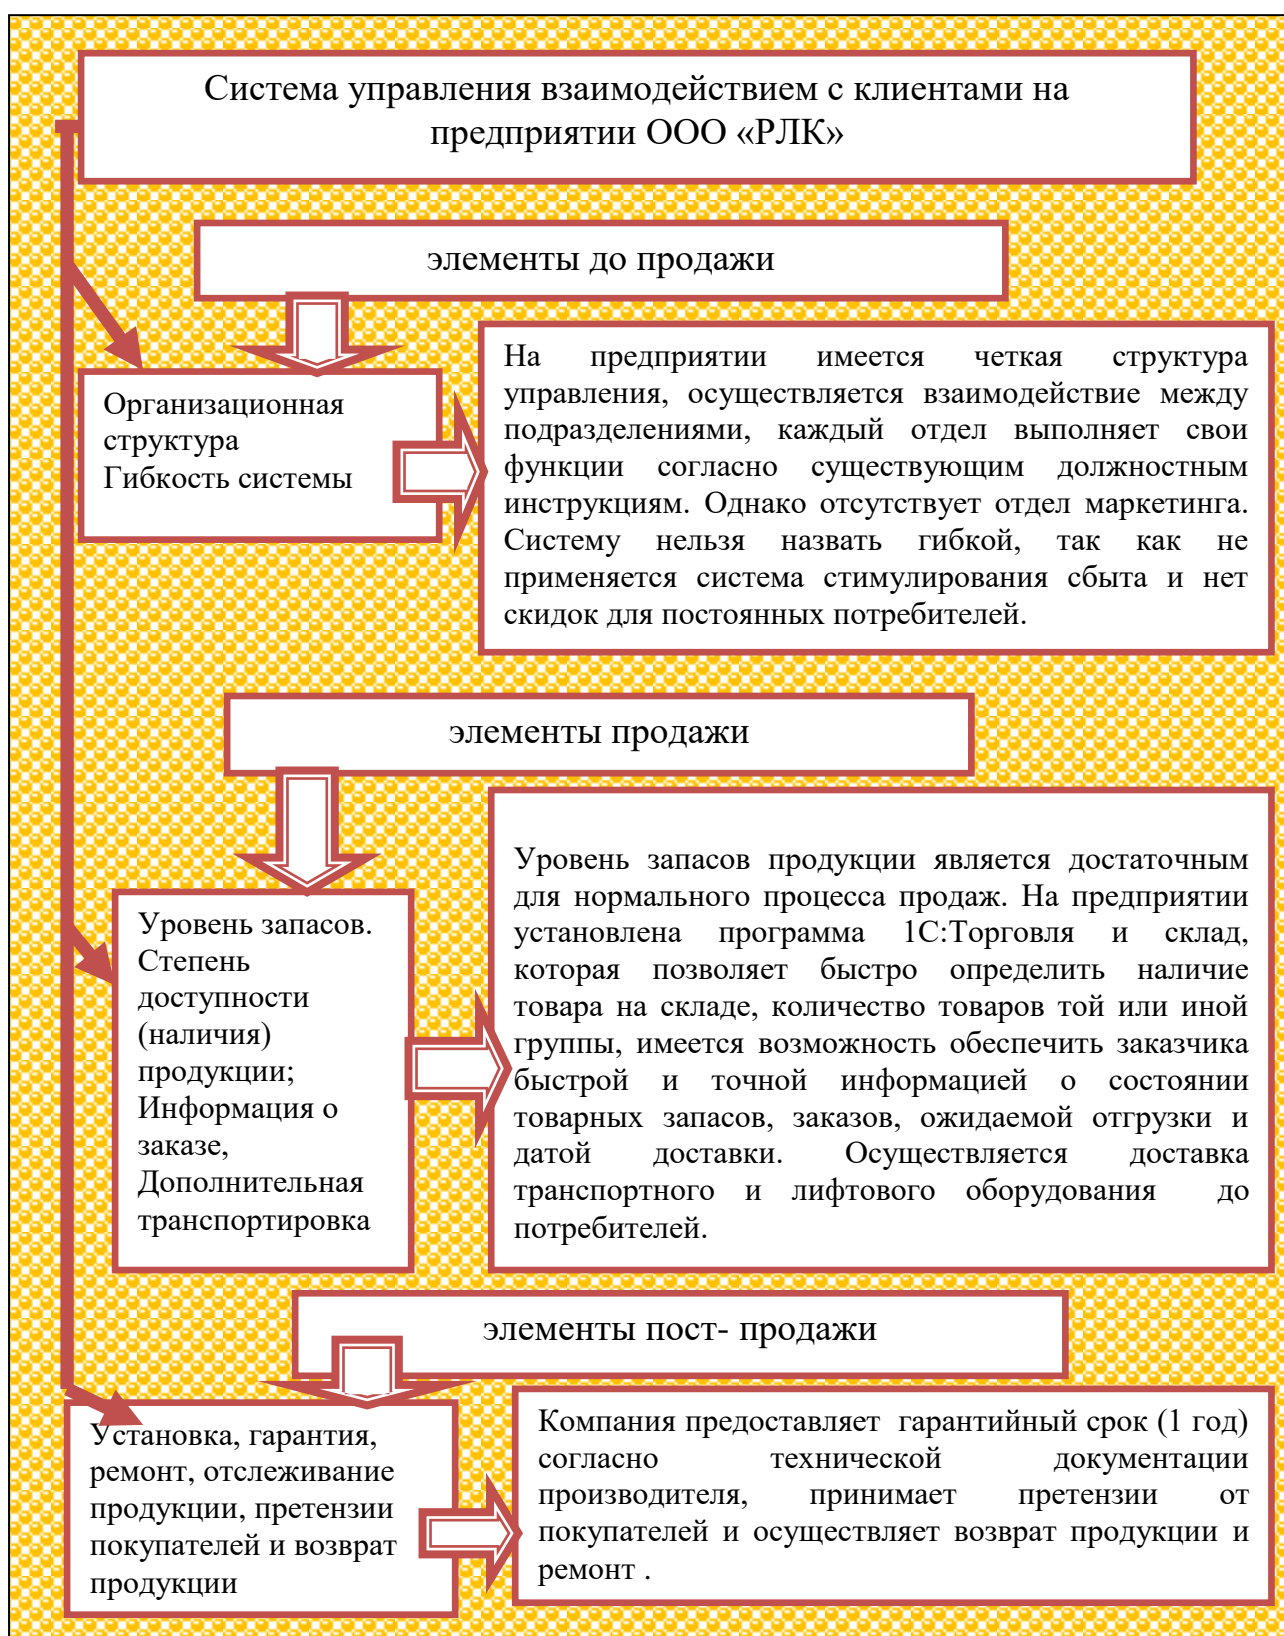 Система управления взаимодействием с клиентами на
предприятии ООО «РЛК»
элементы до продажи
Организационная
структура
Гибкость системы
На предприятии имеется четкая структура
управления, осуществляется взаимодействие между
подразделениями, каждый отдел выполняет свои
функции согласно существующим должностным
инструкциям. Однако отсутствует отдел маркетинга.
Систему нельзя назвать гибкой, так как не
применяется система стимулирования сбыта и нет
скидок для постоянных потребителей.
элементы продажи
Уровень запасов.
Степень
доступности
(наличия)
продукции;
Информация о
заказе,
Дополнительная
транспортировка
Уровень запасов продукции является достаточным
для нормального процесса продаж. На предприятии
установлена программа 1С:Торговля и склад,
которая позволяет быстро определить наличие
товара на складе, количество товаров той или иной
группы, имеется возможность обеспечить заказчика
быстрой и точной информацией о состоянии
товарных запасов, заказов, ожидаемой отгрузки и
датой доставки. Осуществляется доставка
транспортного и лифтового оборудования до
потребителей.
элементы пост- продажи
Установка, гарантия,
ремонт, отслеживание
продукции, претензии
покупателей и возврат
продукции
Компания предоставляет гарантийный срок (1 год)
согласно технической документации
производителя, принимает претензии от
покупателей и осуществляет возврат продукции и
ремонт .